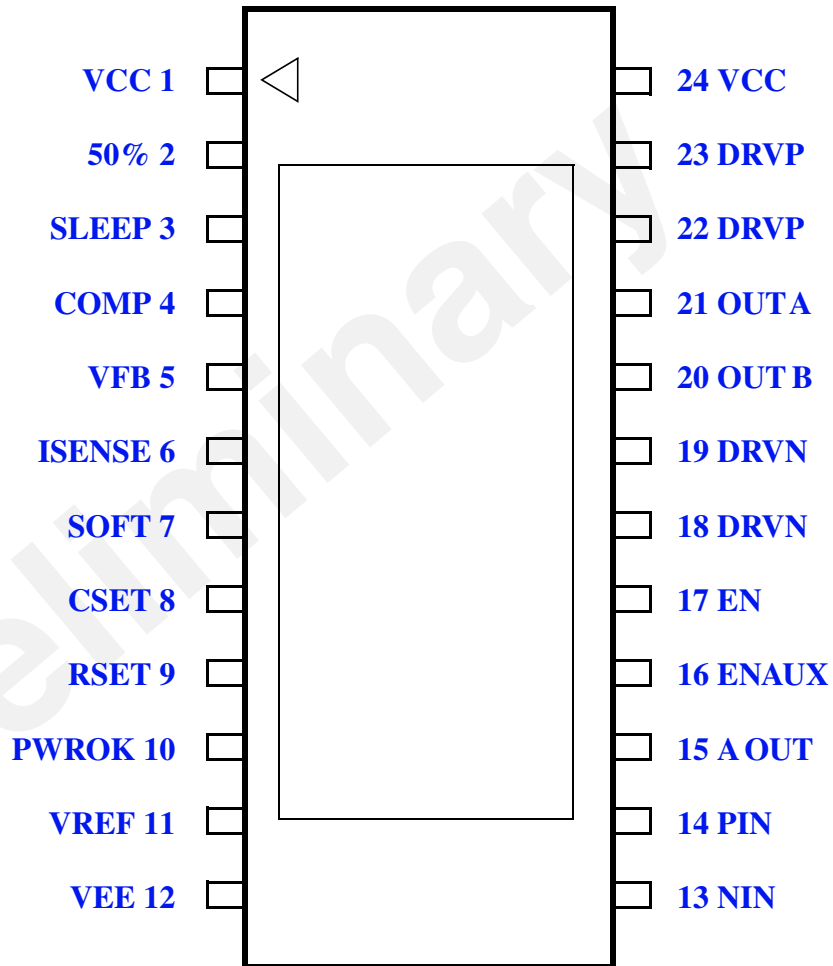 VCC 1
50% 2
SLEEP 3
COMP 4
VFB 5
ISENSE 6
SOFT 7
CSET 8
RSET 9
PWROK 10
VREF 11
VEE 12
24 VCC
23 DRVP
22 DRVP
21 OUT A
20 OUT B
19 DRVN
18 DRVN
17 EN
16 ENAUX
15 A OUT
14 PIN
13 NIN
eliminary